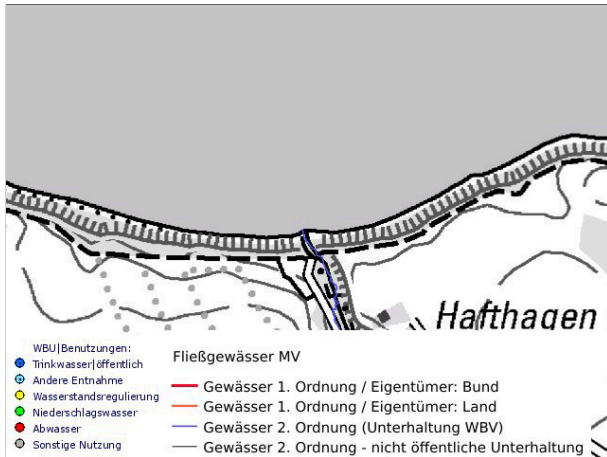 Hafthagen
WBU|Benutzungen:
Trinkwasser|öffentlich
Andere Entnahme
Wasserstandsregulierung
Niederschlagswasser
Abwasser
Sonstige Nutzung
Fließgewässer MV
Gewässer 1. Ordnung / Eigentümer: Bund
Gewässer 1. Ordnung / Eigentümer: Land
Gewässer 2. Ordnung (Unterhaltung WBV)
Gewässer 2. Ordnung - nicht öffentliche Unterhaltung